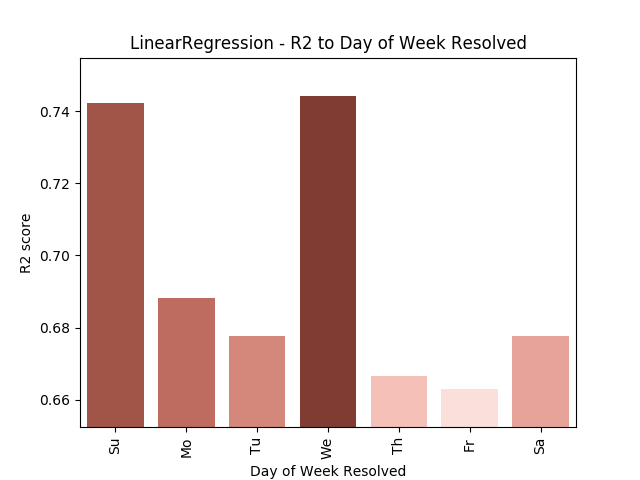 LinearRegression - R2 to Day of Week Resolved
R2 score
0.74
0.72
0.70
0.68
0.66
Su
Mo
Tu
We
Th
Fr
Sa
Day of Week Resolved